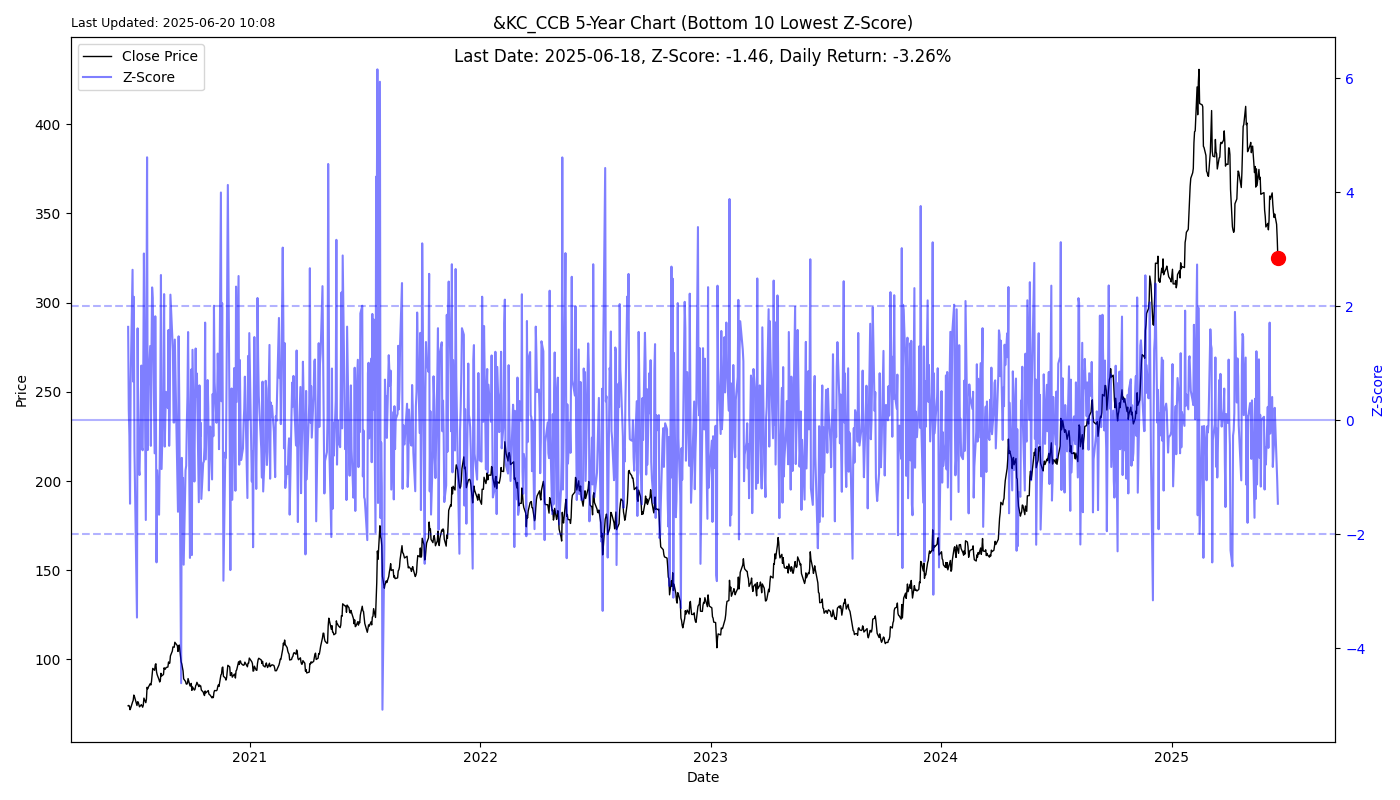 Last Updated: 2025-06-20 10:08
&KC_CCB 5-Year Chart (Bottom 10 Lowest Z-Score)
Last Date: 2025-06-18, Z-Score: -1.46, Daily Return: -3.26%
Close Price
Z-Score
400
350
300
250
200
150
100
Price
6
4
2
0
−2
−4
Z-Score
2021
2022
2023
2024
2025
Date